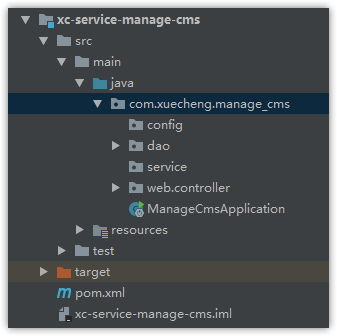 xc-service-manage-cms
src
main
java
com.xuecheng.manage_cms
config
dao
service
web.controller
ManageCmsApplication
resources
test
target
pom.xml
xc-service-manage-cms.iml